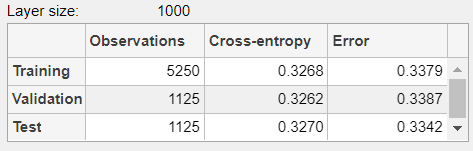 Layer size: 1000
Observations Cross-entropy Error
Training 5250 0.3268 0.3379
Validation 1125 0.3262 0.3387
Test 1125 0.3270 0.3342